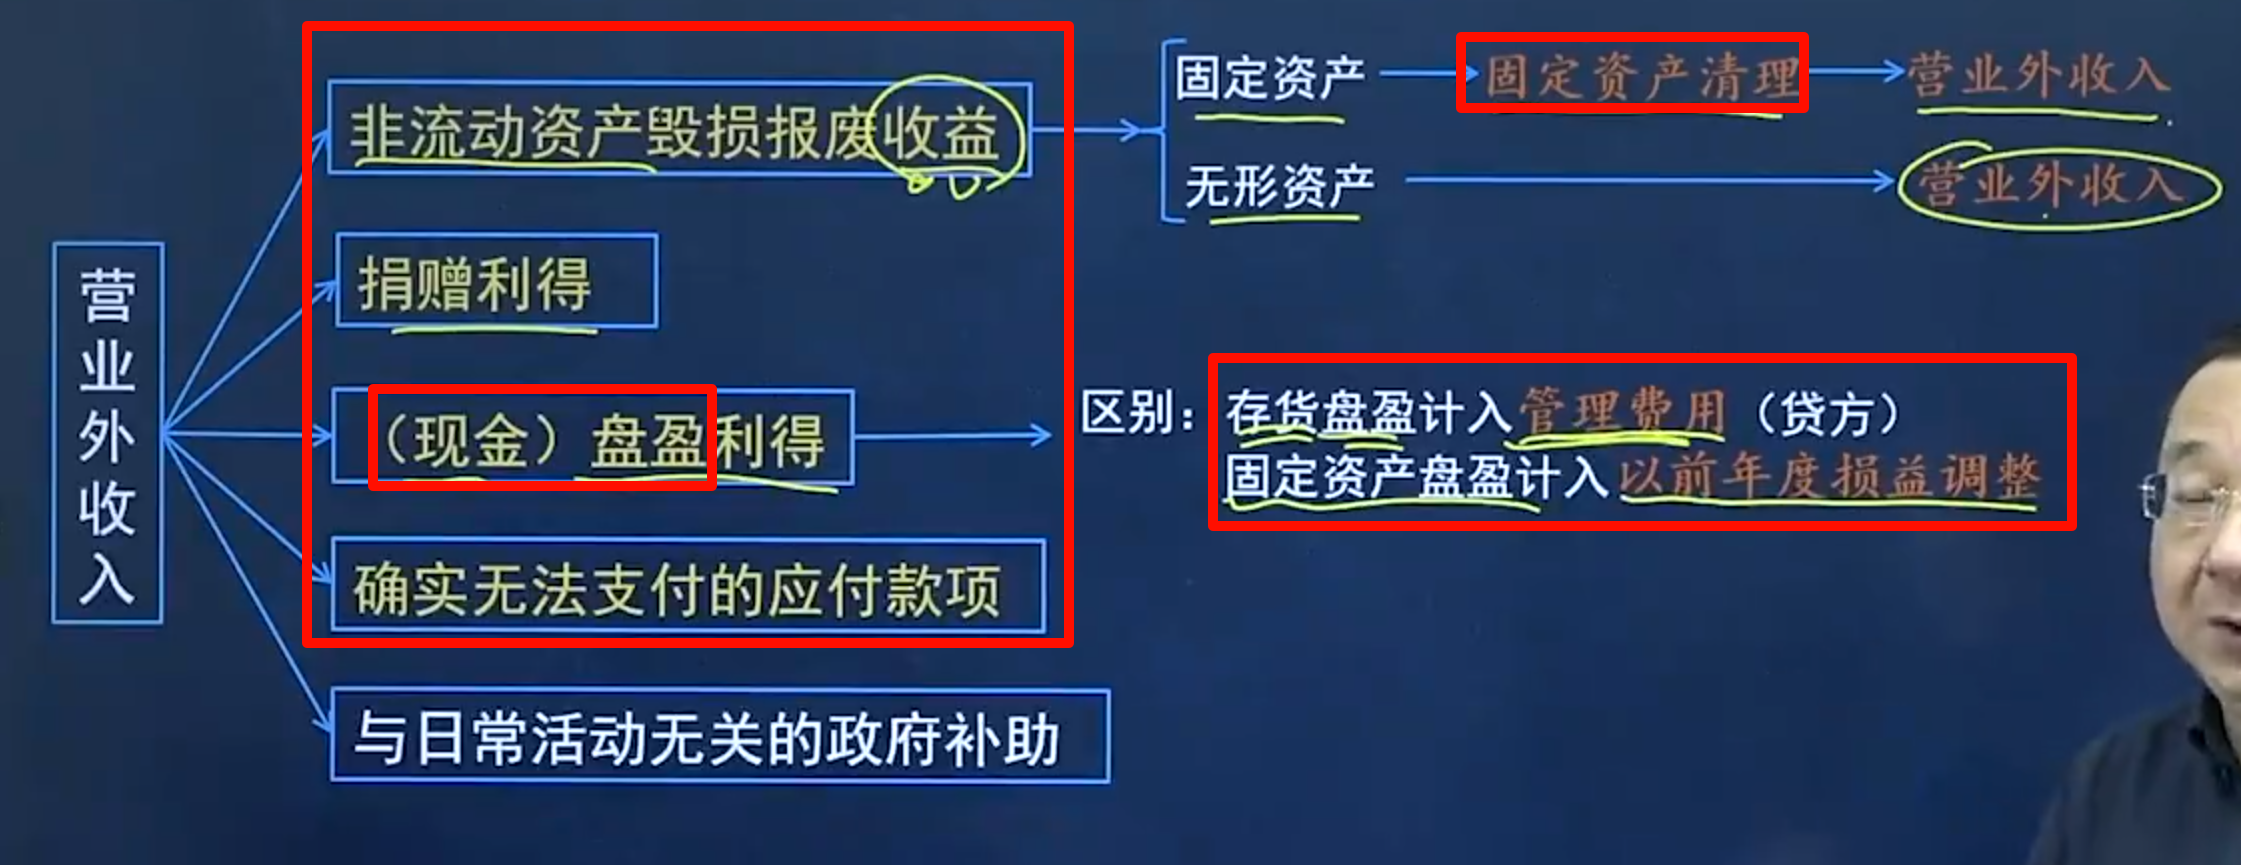 营业外收入
非流动资产毁损报废收益
固定资产
固定资产清理
营业外收入
无形资产
营业外收入
捐赠利得
（现金）盘盈利得
区别：存货盘盈计入管理费用（贷方）
固定资产盘盈计入以前年度损益调整
确实无法支付的应付款项
与日常活动无关的政府补助